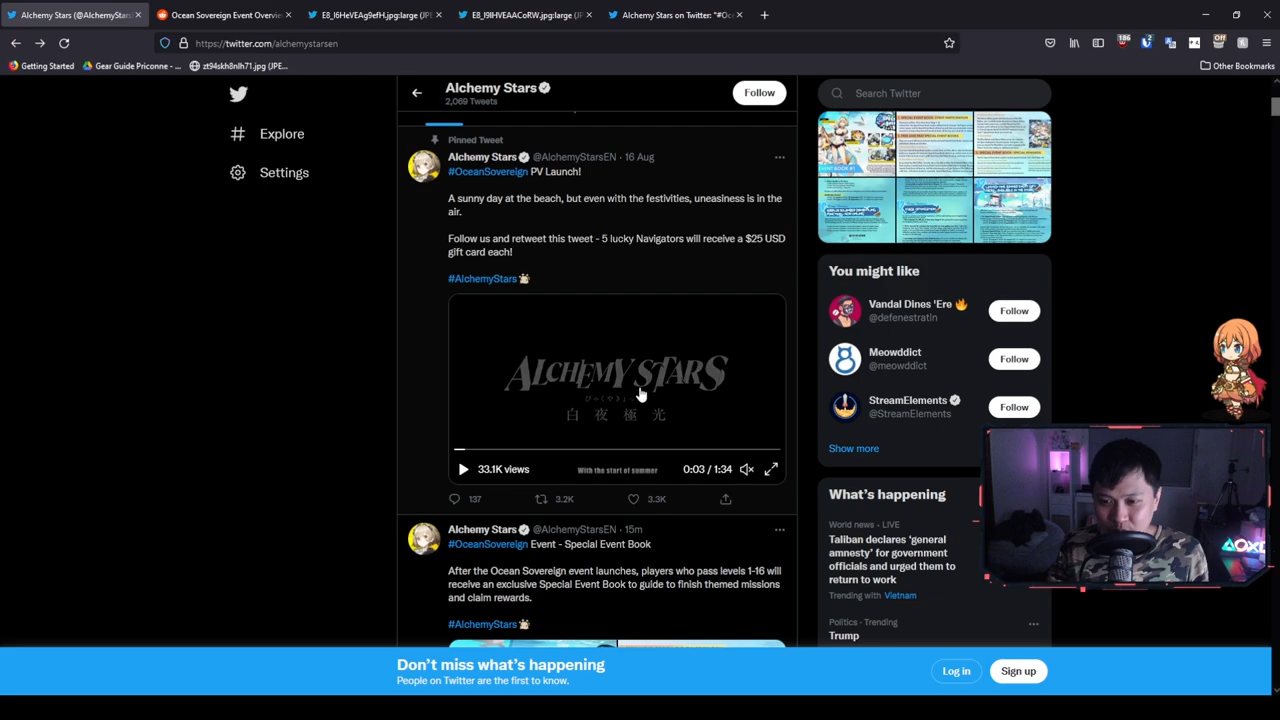 Alchemy Stars (@AlchemyStars
Ocean Sovereign Event Overvie
E8_I6HeVEAg9efH.jpg:large (JPE
E8_I9IHVEAACoRW.jpg:large (JP
Alchemy Stars on Twitter: "#Oc
https://twitter.com/alchemystarsen
186
Off
Getting Started
Gear Guide Priconne - ...
zt94skh8nlh71.jpg (JPE...
Other Bookmarks
Alchemy Stars
2,069 Tweets
Follow
Search Twitter
Explore
Settings
Pinned Tweet
Alchemy Stars @AlchemyStarsEN · 16 Aug
#OceanSovereign PV Launch!
A sunny day at the beach, but even with the festivities, uneasiness is in the
air.
Follow us and retweet this tweet - 5 lucky Navigators will receive a $25 USD
gift card each!
#AlchemyStars
ALCHEMY STARS
白夜極光
With the start of summer
33.1K views
0:03 / 1:34
137
3.2K
3.3K
Alchemy Stars @AlchemyStarsEN · 15m
#OceanSovereign Event - Special Event Book
After the Ocean Sovereign event launches, players who pass levels 1-16 will
receive an exclusive Special Event Book to guide to finish themed missions
and claim rewards.
#AlchemyStars
You might like
Vandal Dines 'Ere
@defenestratin
Follow
Meowddict
@meowddict
Follow
StreamElements
@StreamElements
Follow
Show more
What's happening
World news · LIVE
Taliban declares 'general
amnesty' for government
officials and urged them to
return to work
Trending with Vietnam
Politics · Trending
Trump
Don't miss what's happening
People on Twitter are the first to know.
Log in
Sign up